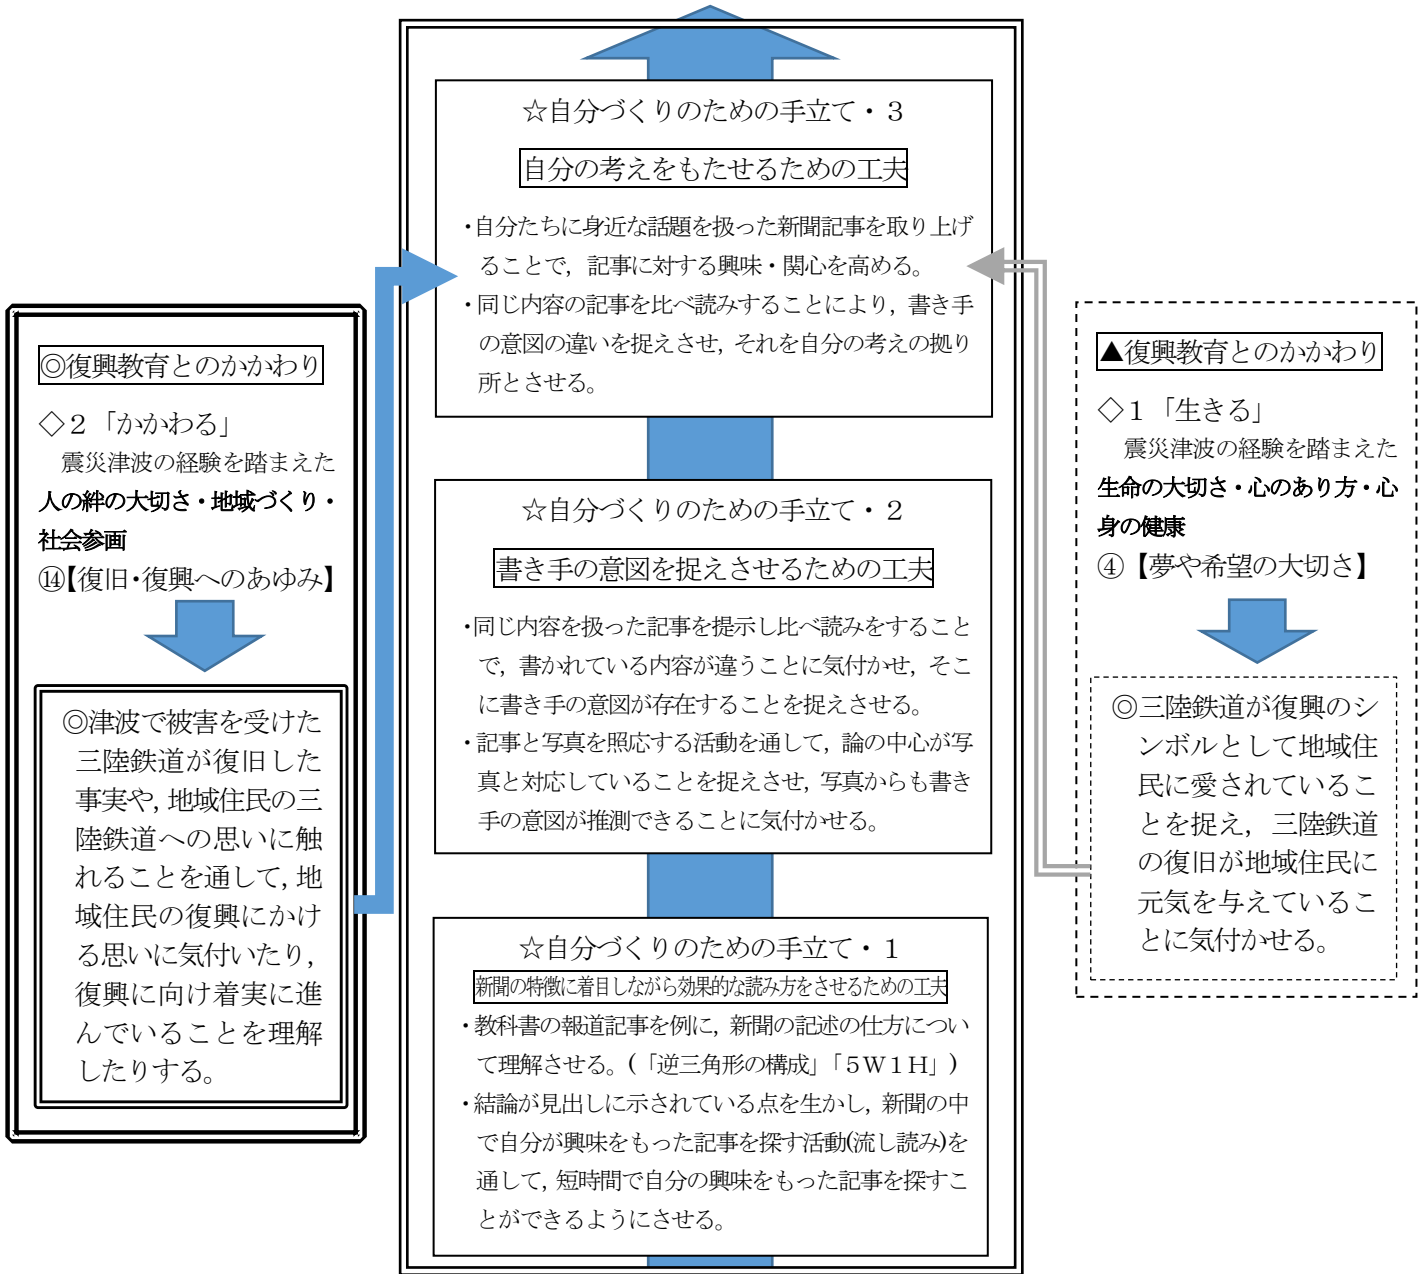 ☆自分づくりのための手立て・３
自分の考えをもたせるための工夫
・自分たちに身近な話題を扱った新聞記事を取り上げ
ることで，記事に対する興味・関心を高める。
・同じ内容の記事を比べ読みすることにより，書き手
の意図の違いを捉えさせ，それを自分の考えの拠り
所とさせる。
◎復興教育とのかかわり
◇２「かかわる」
震災津波の経験を踏まえた
人の絆の大切さ・地域づくり・
社会参画
⑭【復旧・復興へのあゆみ】
◎津波で被害を受けた
三陸鉄道が復旧した
事実や，地域住民の三
陸鉄道への思いに触
れることを通して，地
域住民の復興にかけ
る思いに気付いたり，
復興に向け着実に進
んでいることを理解
したりする。
☆自分づくりのための手立て・２
書き手の意図を捉えさせるための工夫
・同じ内容を扱った記事を提示し比べ読みをすること
で，書かれている内容が違うことに気付かせ，そこ
に書き手の意図が存在することを捉えさせる。
・記事と写真を照応する活動を通して，論の中心が写
真と対応していることを捉えさせ，写真からも書き
手の意図が推測できることに気付かせる。
▲復興教育とのかかわり
◇１「生きる」
震災津波の経験を踏まえた
生命の大切さ・心のあり方・心
身の健康
④【夢や希望の大切さ】
◎三陸鉄道が復興のシ
ンボルとして地域住
民に愛されているこ
とを捉え，三陸鉄道
の復旧が地域住民に
元気を与えているこ
とに気付かせる。
☆自分づくりのための手立て・１
新聞の特徴に着目しながら効果的な読み方をさせるための工夫
・教科書の報道記事を例に，新聞の記述の仕方につい
て理解させる。(「逆三角形の構成」「５Ｗ１Ｈ」)
・結論が見出しに示されている点を生かし，新聞の中
で自分が興味をもった記事を探す活動(流し読み)を
通して，短時間で自分の興味をもった記事を探すこ
とができるようにさせる。